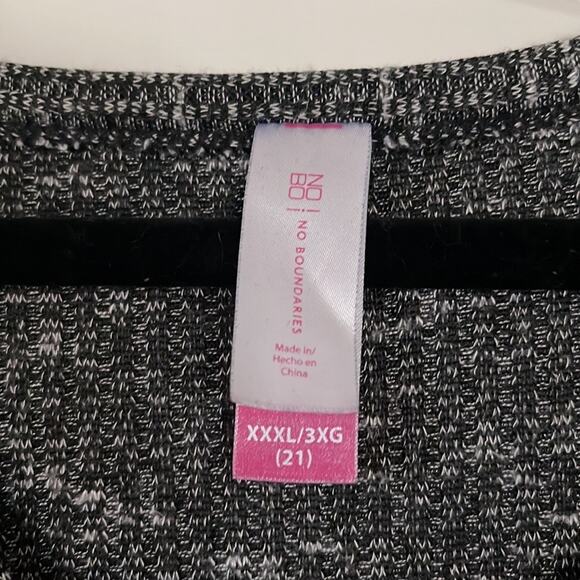 NO
BO
NO BOUNDARIES
Made in/
Hecho en
China
XXXL/3XG
(21)